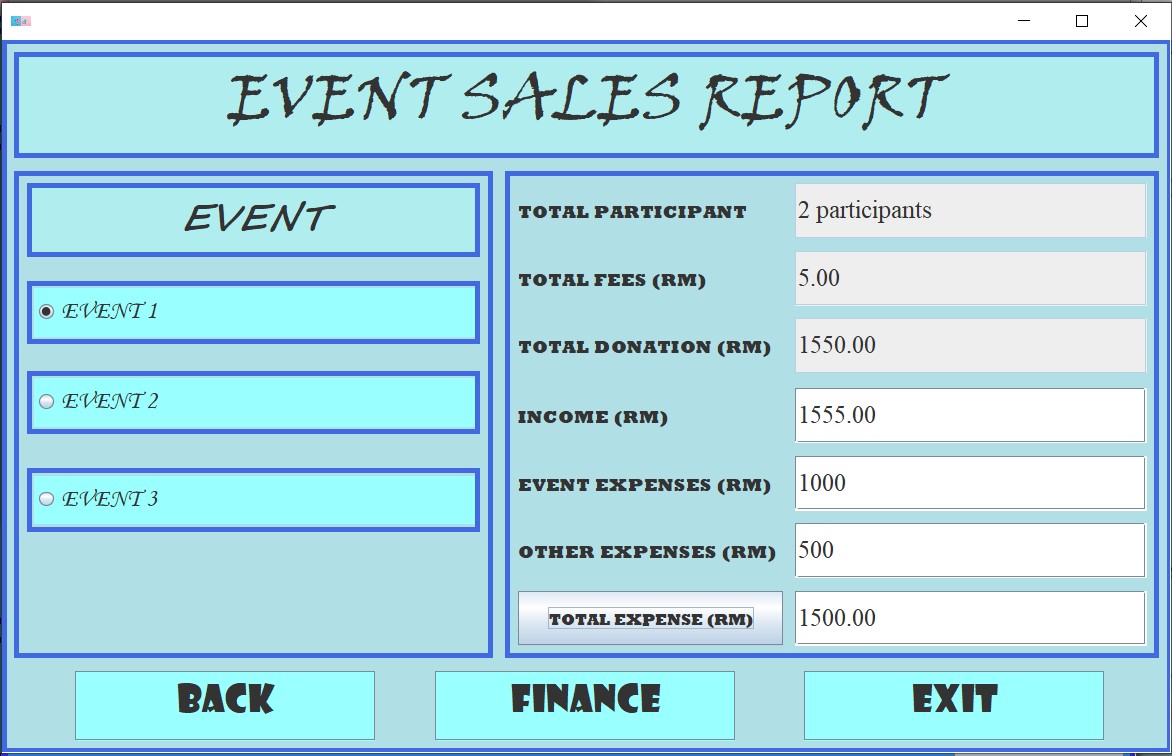 EVENT SALES REPORT
EVENT
EVENT 1
EVENT 2
EVENT 3
TOTAL PARTICIPANT 2 participants
TOTAL FEES (RM) 5.00
TOTAL DONATION (RM) 1550.00
INCOME (RM) 1555.00
EVENT EXPENSES (RM) 1000
OTHER EXPENSES (RM) 500
TOTAL EXPENSE (RM) 1500.00
BACK FINANCE EXIT